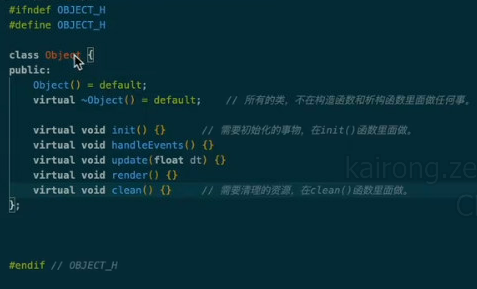 #ifndef OBJECT_H
#define OBJECT_H
class Object {
public:
    Object() = default;
    virtual ~Object() = default;    // 所有的类，不在构造函数和析构函数里面做任何事。
    virtual void init() {}      // 需要初始化的事物，在init()函数里面做。
    virtual void handleEvents() {}
    virtual void update(float dt) {}
    virtual void render() {}
    virtual void clean() {}     // 需要清理的资源，在clean()函数里面做。
};
kairong.ze
#endif // OBJECT_H